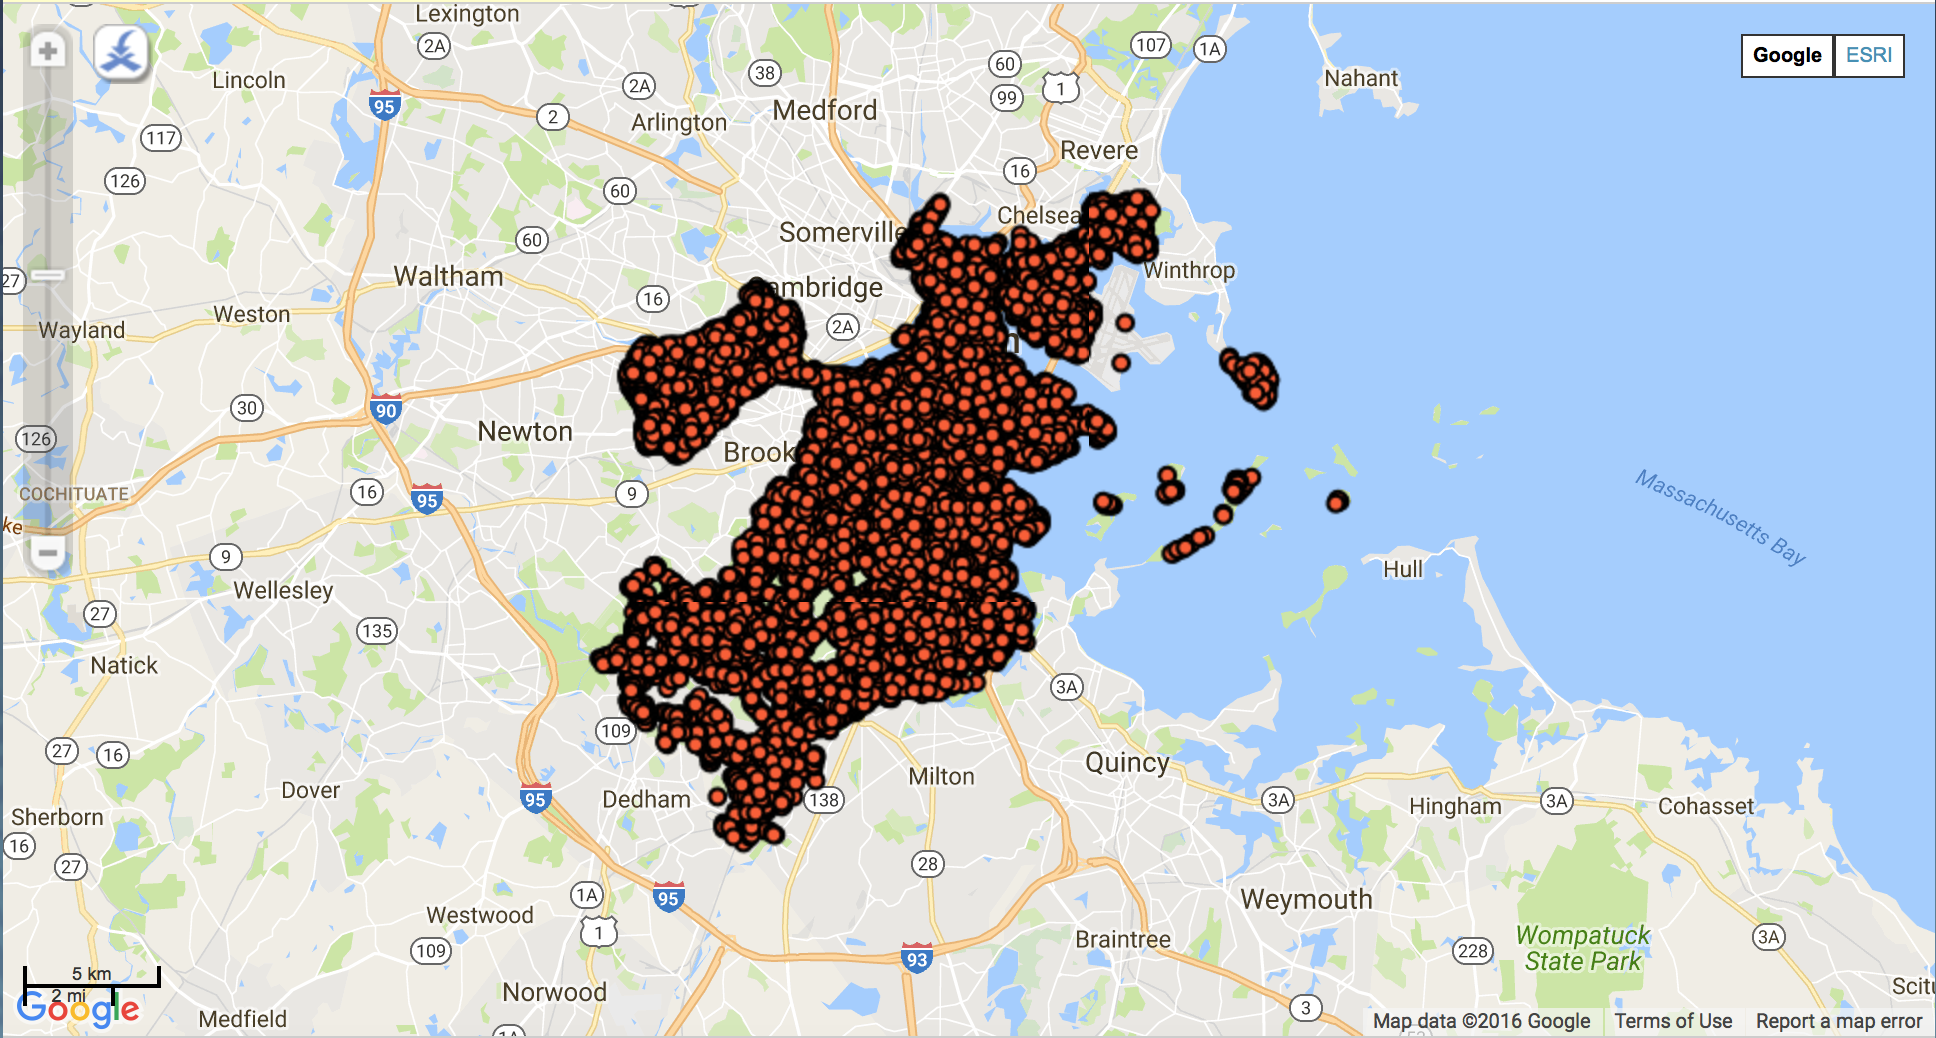 Lexington
2A
107
1A
Google
ESRI
Lincoln
95
2A
38
60
1
Nahant
99
2
Arlington
Medford
117
Revere
126
60
16
60
Somerville
Chelsea
27
Waltham
Winthrop
16
ambridge
Weston
Wayland
2A
n
30
90
Newton
126
Brook
COCHITUATE
16
95
9
Massachusetts Bay
ke
9
Hull
Wellesley
27
135
Natick
3A
109
27
16
Quincy
Milton
Dover
95
Dedham
138
3A
Hingham
3A
Cohasset
Sherborn
16
27
28
1A
95
Weymouth
Westwood
1
109
Braintree
228
Wompatuck
State Park
3A
93
5 km
2 mi
Norwood
Scitu
Google
3
Medfield
1A
Map data ©2016 Google
Terms of Use
Report a map error